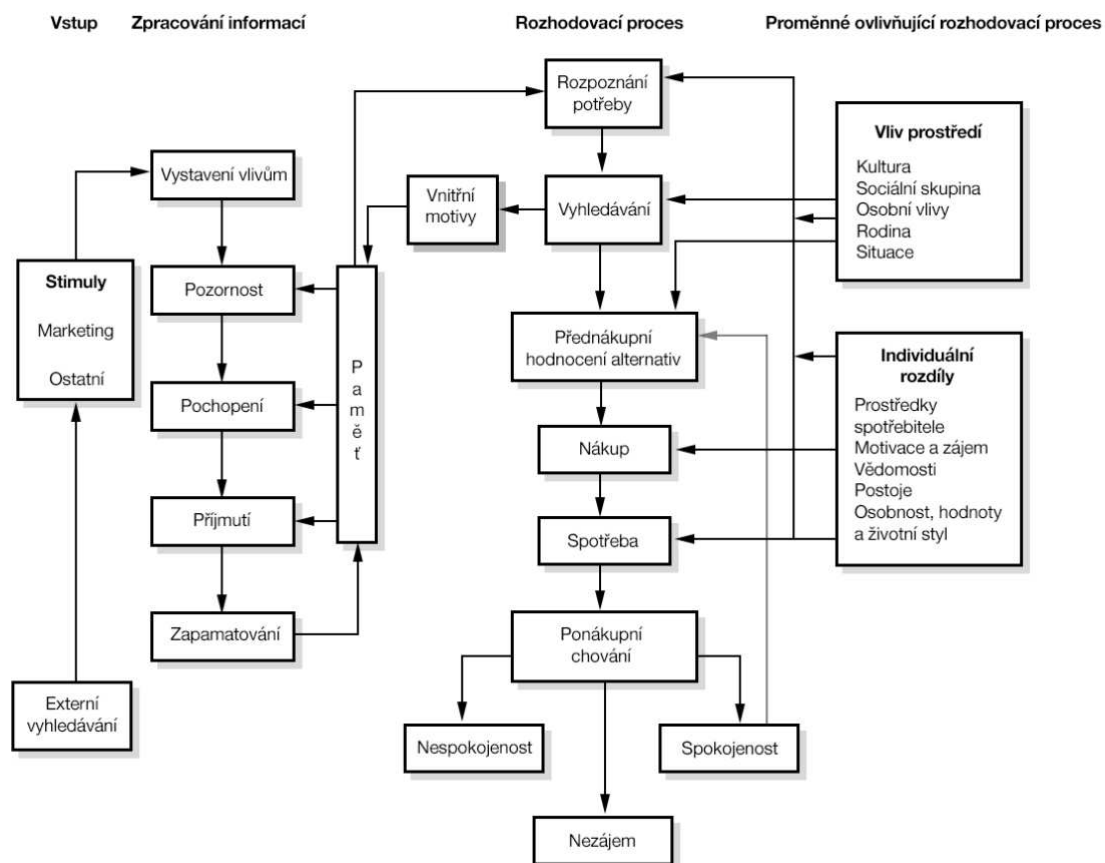 Vstup
Zpracování informací
Rozhodovací proces
Proměnné ovlivňující rozhodovací proces
Stimuly
Marketing
Ostatní
Externí
vyhledávání
Vystavení vlivům
Pozornost
Pochopení
Příjmutí
Zapamatování
Paměť
Vnitřní
motivy
Rozpoznání
potřeby
Vyhledávání
Přednákupní
hodnocení alternativ
Nákup
Spotřeba
Ponákupní
chování
Nespokojenost
Spokojenost
Nezájem
Vliv prostředí
Kultura
Sociální skupina
Osobní vlivy
Rodina
Situace
Individuální
rozdíly
Prostředky
spotřebitele
Motivace a zájem
Vědomosti
Postoje
Osobnost, hodnoty
a životní styl